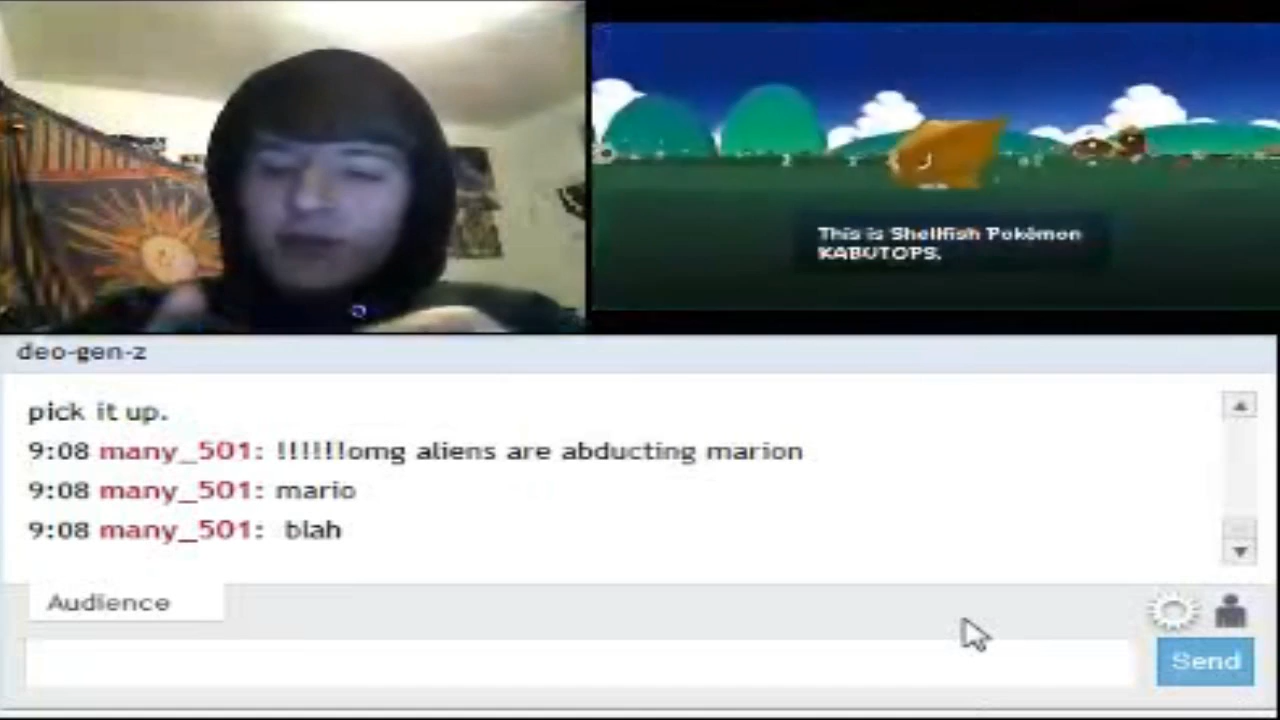 This is Shellfish Pokémon
KABUTOPS.
deo-gen-z
pick it up.
9:08 many_501: !!!!!!omg aliens are abducting marion
9:08 many_501: mario
9:08 many_501: blah
Audience
Send